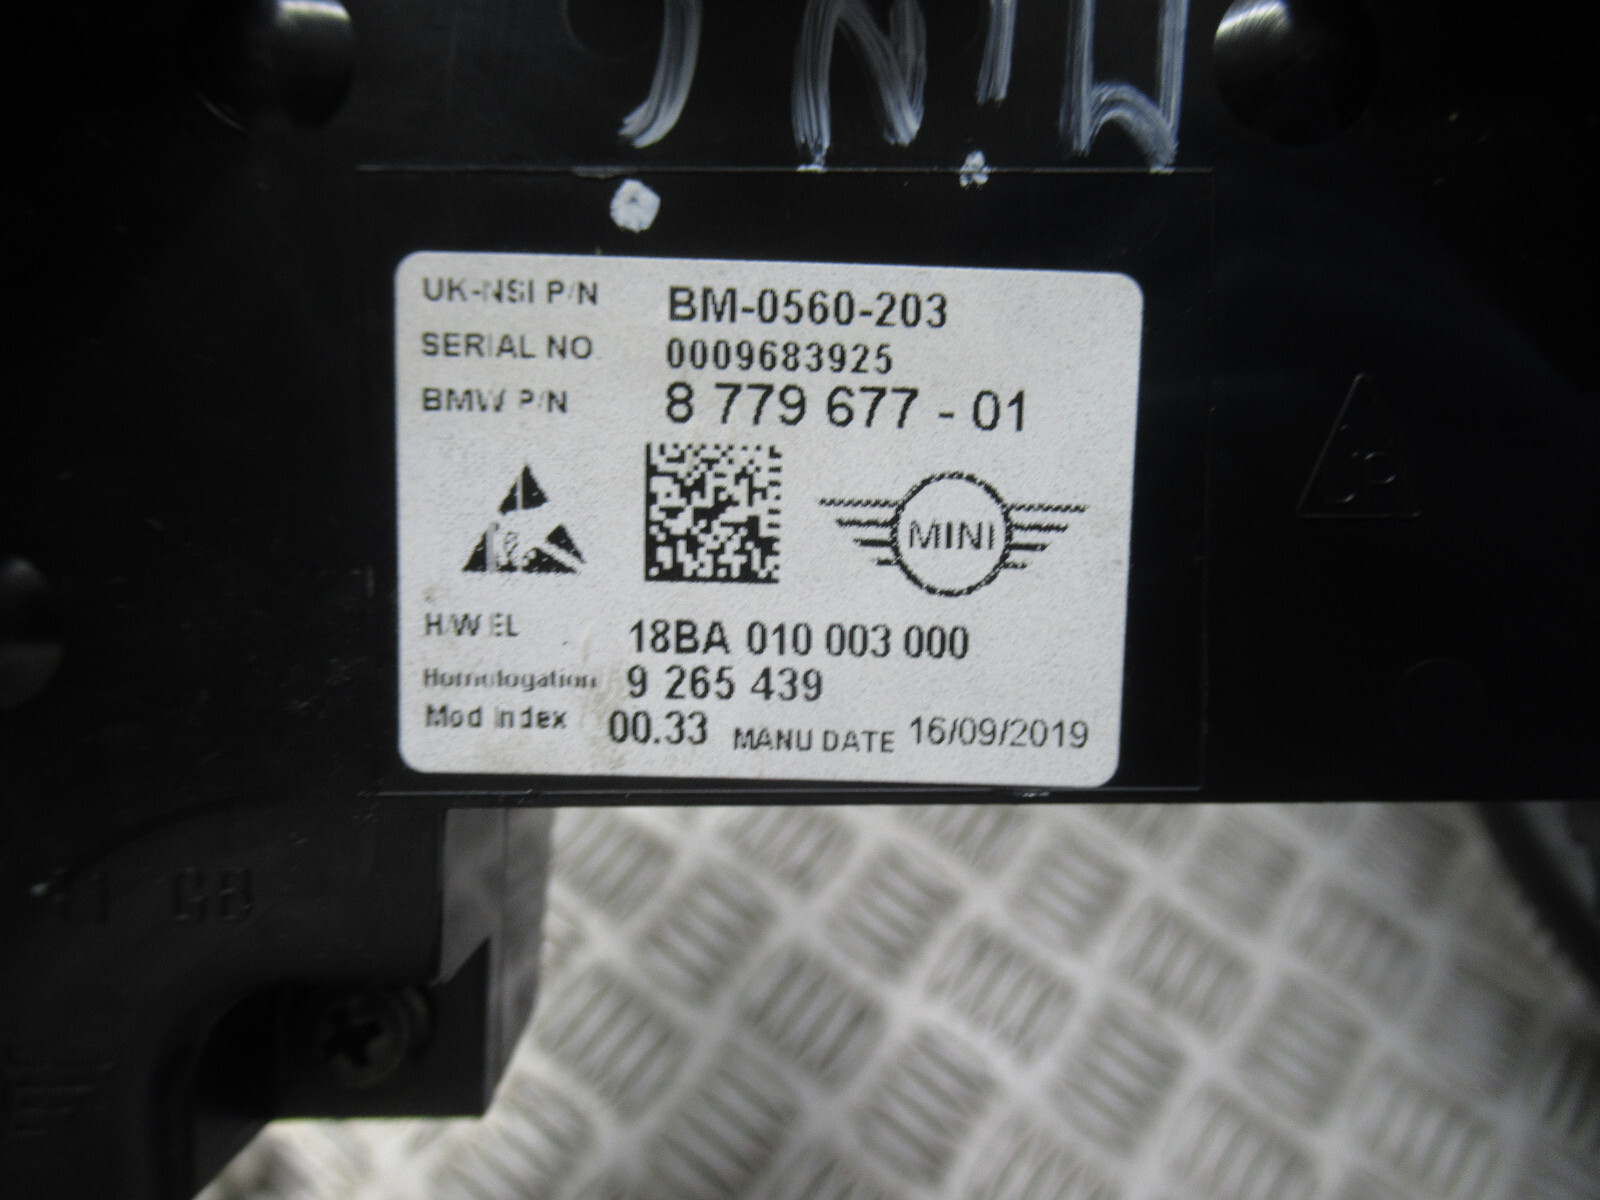 UK-NSI P/N BM-0560-203
SERIAL NO. 0009683925
BMW P/N 8 779 677 - 01
MINI
H/W EL 18BA 010 003 000
Homologation 9 265 439
Mod Index 00.33 MANU DATE 16/09/2019
GB